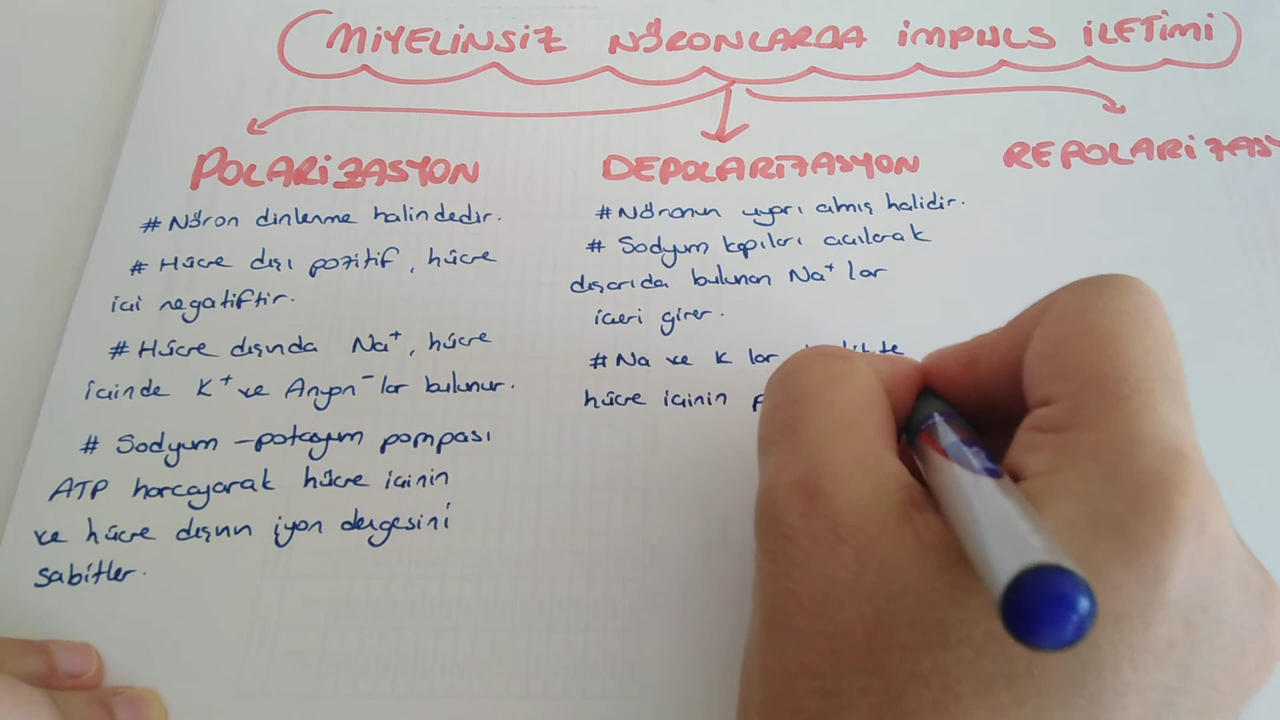 MİYELİNSİZ NÖRONLARDA İMPULS İLETİMİ
POLARİZASYON
# Nöron dinlenme halindedir.
# Hücre dışı pozitif, hücre
içi negatiftir.
# Hücre dışında Na⁺, hücre
içinde K⁺ ve Anyon⁻lar bulunur.
# Sodyum-potasyum pompası
ATP harcayarak hücre içinin
ve hücre dışının iyon dengesini
sabitler.
DEPOLARİZASYON
# Nöronun uyarı almış halidir.
# Sodyum kapıları açılarak
dışarıda bulunan Na⁺ lar
içeri girer.
# Na ve K lar
hücre içinin
REPOLARİZASY